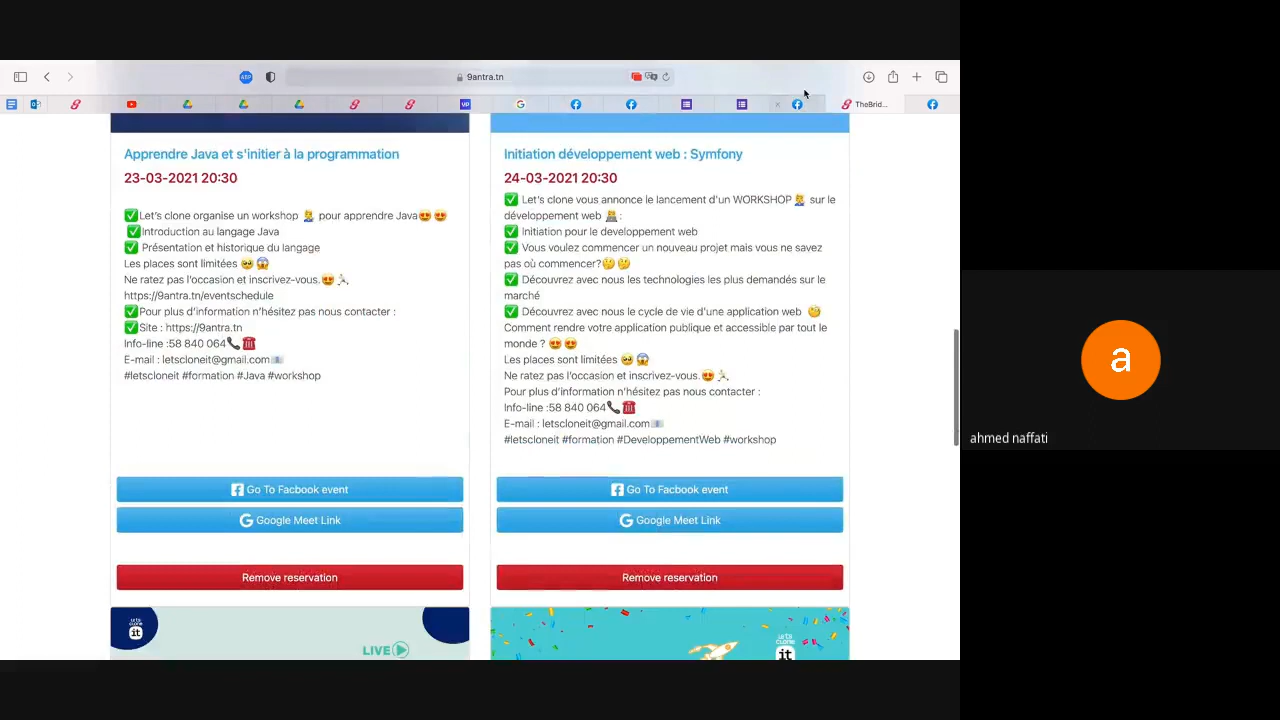 9antra.tn
TheBrid...
Apprendre Java et s'initier à la programmation
23-03-2021 20:30
Let's clone organise un workshop pour apprendre Java
Introduction au langage Java
Présentation et historique du langage
Les places sont limitées
Ne ratez pas l'occasion et inscrivez-vous.
https://9antra.tn/eventschedule
Pour plus d'information n'hésitez pas nous contacter :
Site : https://9antra.tn
Info-line :58 840 064
E-mail : letscloneit@gmail.com
#letscloneit #formation #Java #workshop
Go To Facbook event
Google Meet Link
Remove reservation
Initiation développement web : Symfony
24-03-2021 20:30
Let's clone vous annonce le lancement d'un WORKSHOP sur le
développement web :
Initiation pour le developpement web
Vous voulez commencer un nouveau projet mais vous ne savez
pas où commencer?
Découvrez avec nous les technologies les plus demandés sur le
marché
Découvrez avec nous le cycle de vie d'une application web
Comment rendre votre application publique et accessible par tout le
monde ?
Les places sont limitées
Ne ratez pas l'occasion et inscrivez-vous.
Pour plus d'information n'hésitez pas nous contacter :
Info-line :58 840 064
E-mail : letscloneit@gmail.com
#letscloneit #formation #DeveloppementWeb #workshop
Go To Facbook event
Google Meet Link
Remove reservation
LIVE
it
it
a
ahmed naffati